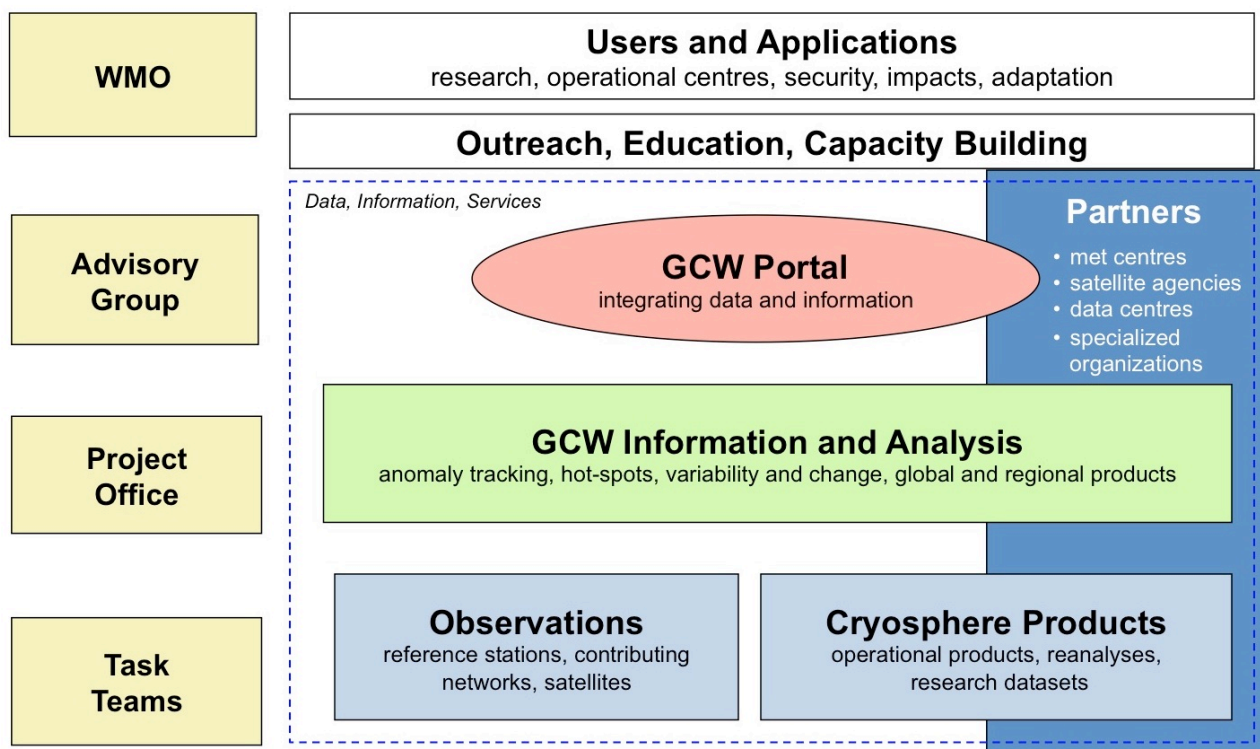 WMO
Users and Applications
research, operational centres, security, impacts, adaptation
Outreach, Education, Capacity Building
Data, Information, Services
Advisory
Group
GCW Portal
integrating data and information
Partners
• met centres
• satellite agencies
• data centres
• specialized
organizations
Project
Office
GCW Information and Analysis
anomaly tracking, hot-spots, variability and change, global and regional products
Task
Teams
Observations
reference stations, contributing
networks, satellites
Cryosphere Products
operational products, reanalyses,
research datasets